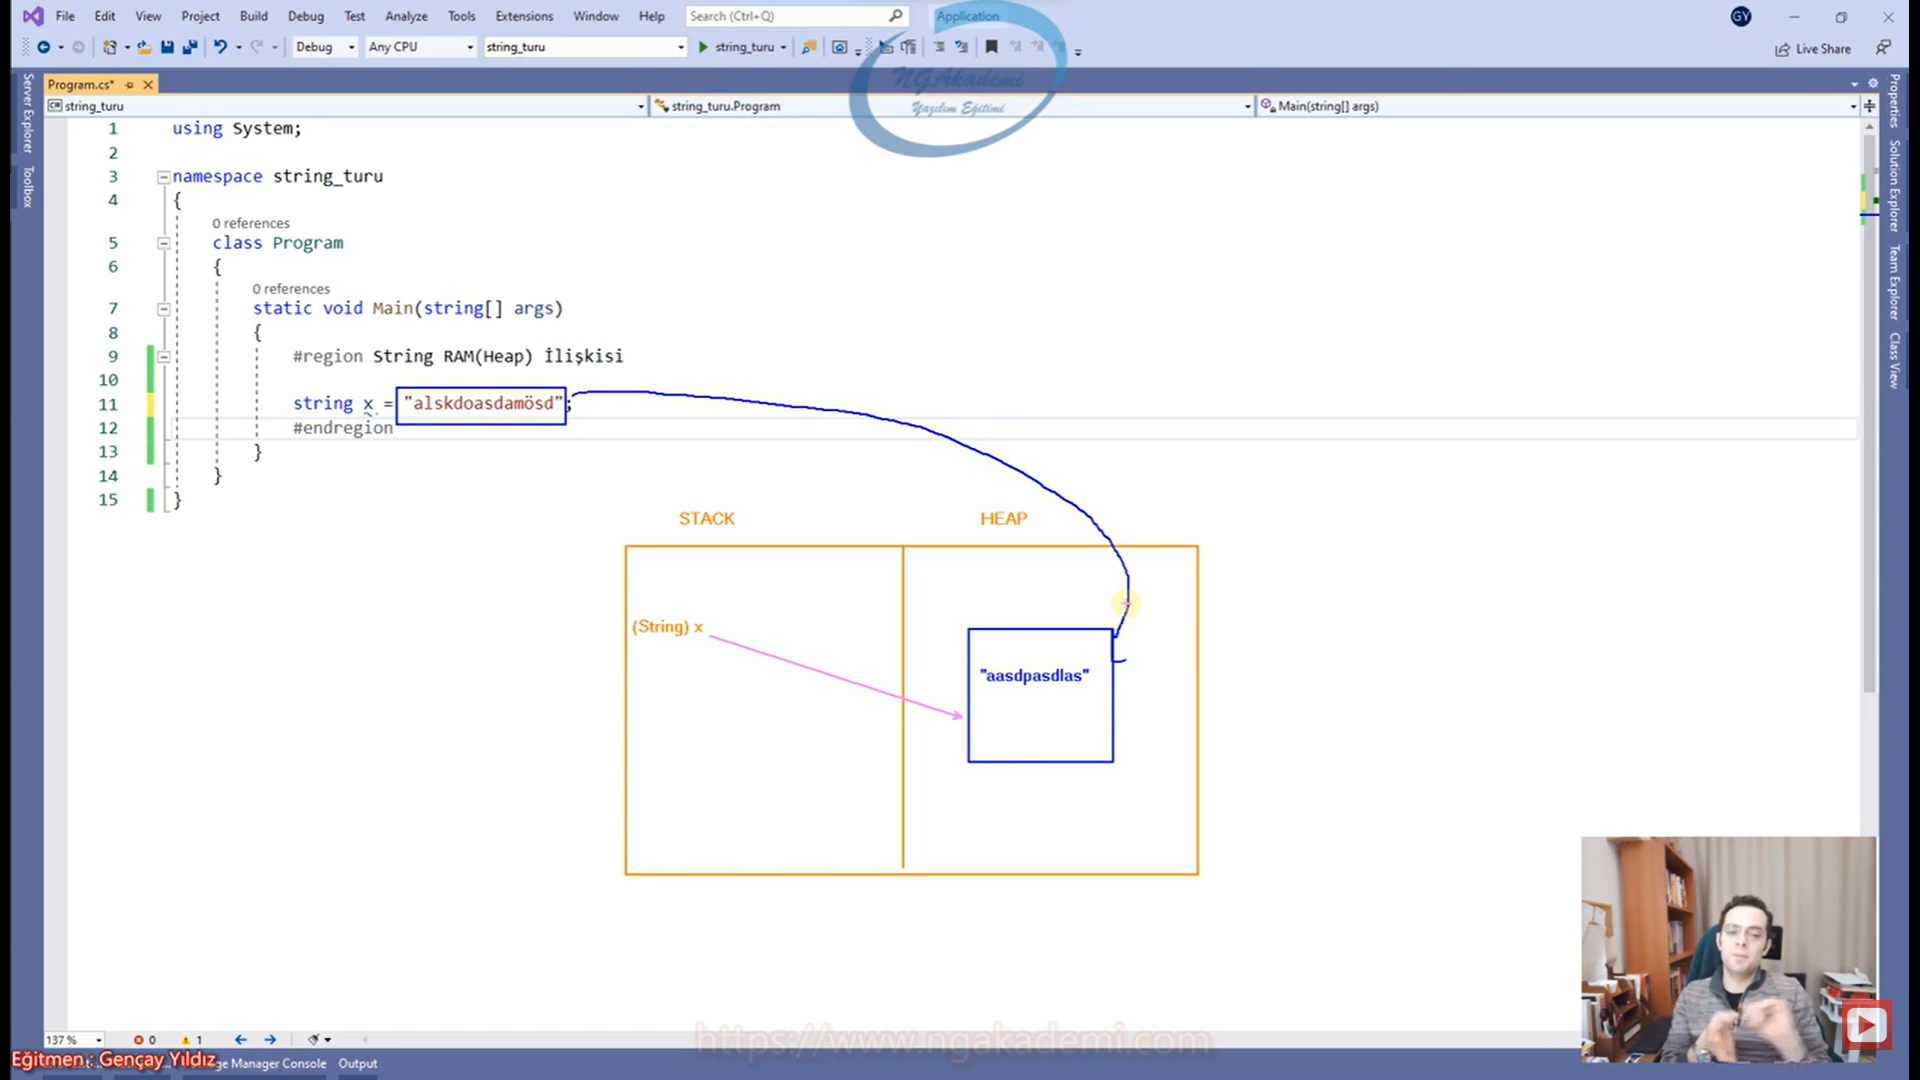 File Edit View Project Build Debug Test Analyze Tools Extensions Window Help Search (Ctrl+Q) Application GY
Debug Any CPU string_turu string_turu Live Share
NGAkademi
Yazılım Eğitimi
Program.cs*
string_turu string_turu.Program Main(string[] args)
Server Explorer
Toolbox
Properties
Solution Explorer
Team Explorer
Class View
1 using System;
2
3 namespace string_turu
4 {
0 references
5 class Program
6 {
0 references
7 static void Main(string[] args)
8 {
9 #region String RAM(Heap) İlişkisi
10
11 string x = "alskdoasdamösd";
12 #endregion
13 }
14 }
15 }
STACK HEAP
(String) x
"aasdpasdlas"
137 % 0 1
https://www.ngakademi.com
Eğitmen : Gençay Yıldız
Manager Console Output